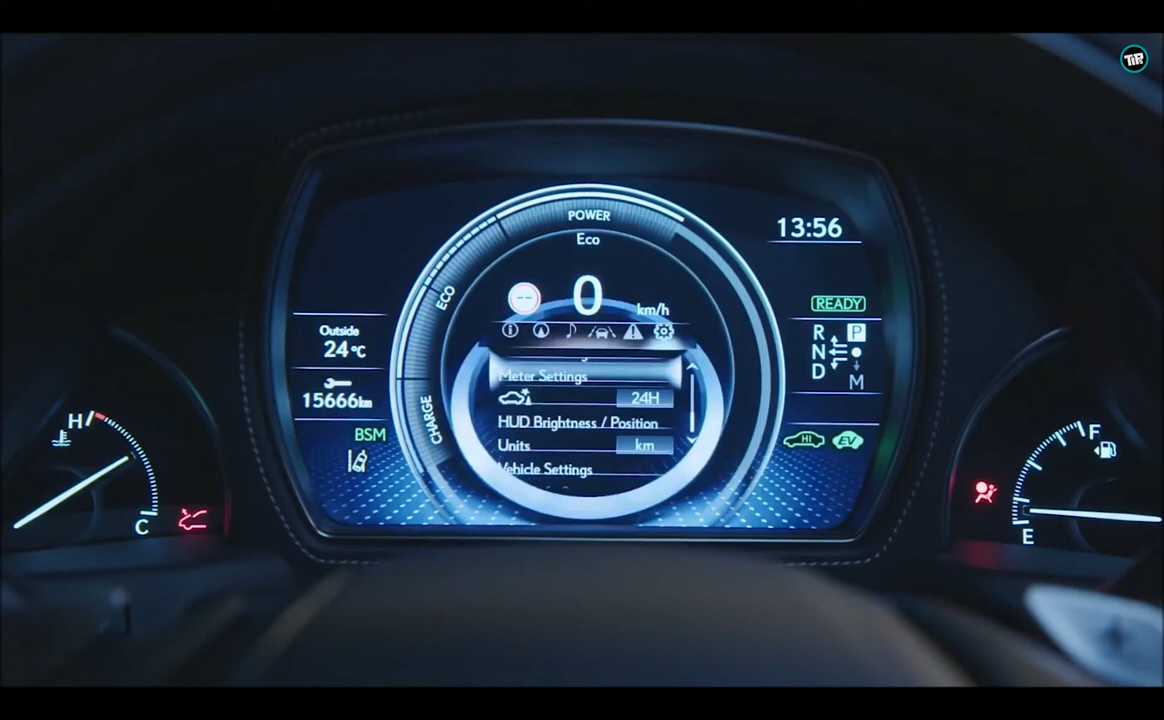 TiR
POWER
Eco
13:56
ECO
0
km/h
READY
Outside
24°C
15666km
R P
N
D
M
Meter Settings
24H
HUD Brightness / Position
Units km
Vehicle Settings
CHARGE
BSM
HI
EV
H
C
F
E